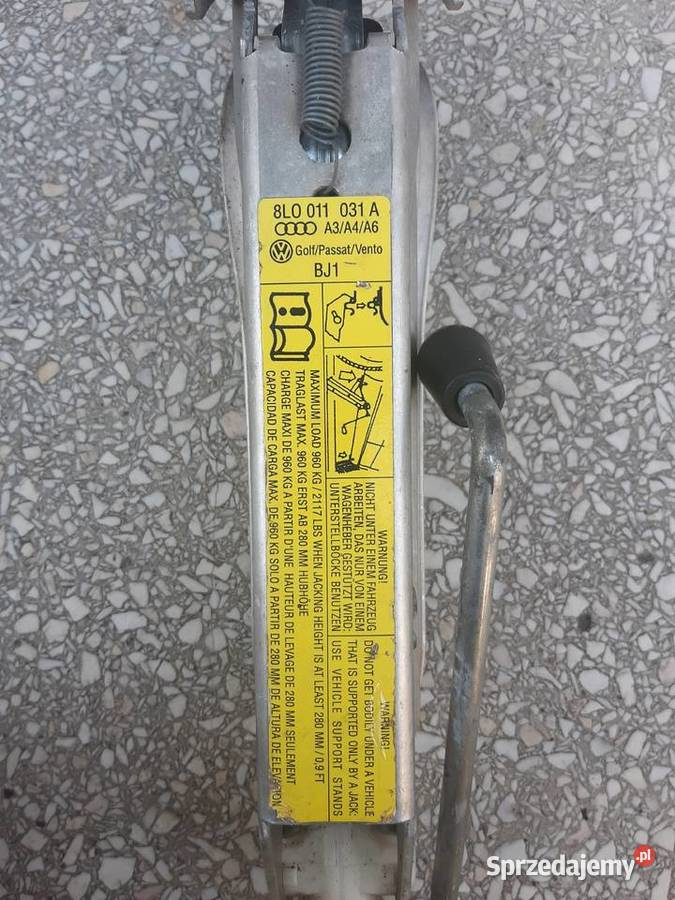 8L0 011 031 A
A3/A4/A6
Golf/Passat/Vento
BJ1
MAXIMUM LOAD 960 KG / 2117 LBS WHEN JACKING HEIGHT IS AT LEAST 280 MM / 0,9 FT
TRAGLAST MAX. 960 KG ERST AB 280 MM HUBHÖHE
CHARGE MAXI DE 960 KG A PARTIR D'UNE HAUTEUR DE LEVAGE DE 280 MM SEULEMENT
CAPACIDAD DE CARGA MAX. DE 960 KG SOLO A PARTIR DE 280 MM DE ALTURA DE ELEVATION
WARNUNG!
NICHT UNTER EINEM FAHRZEUG
ARBEITEN, DAS NUR VON EINEM
WAGENHEBER GESTÜTZT WIRD:
UNTERSTELLBÖCKE BENUTZEN
WARNING!
DO NOT GET BODILY UNDER A VEHICLE
THAT IS SUPPORTED ONLY BY A JACK:
USE VEHICLE SUPPORT STANDS
Sprzedajemy.pl